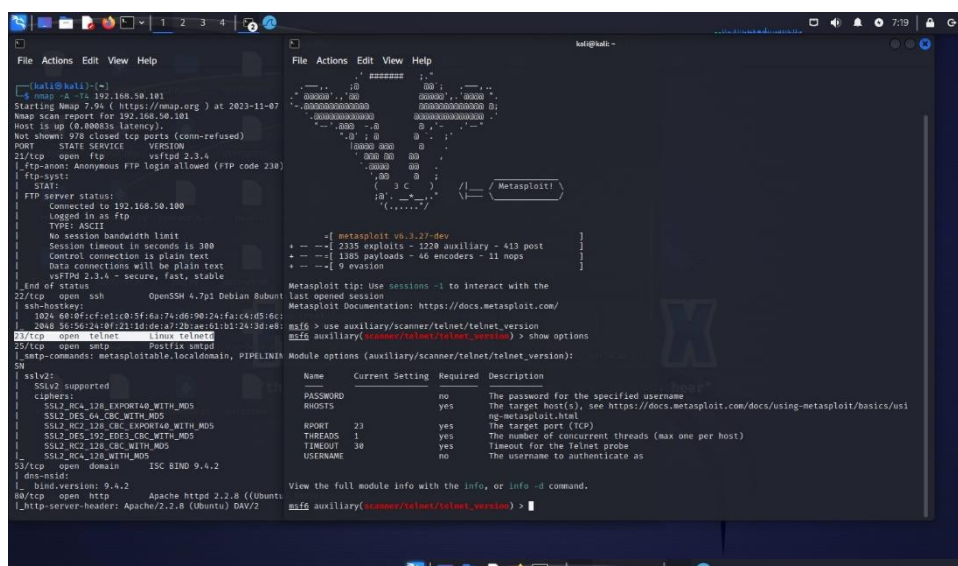 1 2 3 4
7:19
File Actions Edit View Help
(kali㉿kali)-[~]
$ nmap -A -T4 192.168.50.101
Starting Nmap 7.94 ( https://nmap.org ) at 2023-11-07
Nmap scan report for 192.168.50.101
Host is up (0.00083s latency).
Not shown: 978 closed tcp ports (conn-refused)
PORT STATE SERVICE VERSION
21/tcp open ftp vsftpd 2.3.4
|_ftp-anon: Anonymous FTP login allowed (FTP code 230)
| ftp-syst:
| STAT:
| FTP server status:
| Connected to 192.168.50.100
| Logged in as ftp
| TYPE: ASCII
| No session bandwidth limit
| Session timeout in seconds is 300
| Control connection is plain text
| Data connections will be plain text
| vsFTPd 2.3.4 - secure, fast, stable
|_End of status
22/tcp open ssh OpenSSH 4.7p1 Debian 8ubunt
| ssh-hostkey:
| 1024 60:0f:cf:e1:c0:5f:6a:74:d6:90:24:fa:c4:d5:6c:
|_ 2048 56:56:24:0f:21:1d:de:a7:2b:ae:61:b1:24:3d:e8:
23/tcp open telnet Linux telnetd
25/tcp open smtp Postfix smtpd
|_smtp-commands: metasploitable.localdomain, PIPELININ
SN
| sslv2:
| SSLv2 supported
| ciphers:
| SSL2_RC4_128_EXPORT40_WITH_MD5
| SSL2_DES_64_CBC_WITH_MD5
| SSL2_RC2_128_CBC_EXPORT40_WITH_MD5
| SSL2_DES_192_EDE3_CBC_WITH_MD5
| SSL2_RC2_128_CBC_WITH_MD5
|_ SSL2_RC4_128_WITH_MD5
53/tcp open domain ISC BIND 9.4.2
| dns-nsid:
|_ bind.version: 9.4.2
80/tcp open http Apache httpd 2.2.8 ((Ubuntu
|_http-server-header: Apache/2.2.8 (Ubuntu) DAV/2
kali@kali: ~
File Actions Edit View Help
( 3 C ) /|___ / Metasploit! \
=[ metasploit v6.3.27-dev ]
+ -- --=[ 2335 exploits - 1220 auxiliary - 413 post ]
+ -- --=[ 1385 payloads - 46 encoders - 11 nops ]
+ -- --=[ 9 evasion ]
Metasploit tip: Use sessions -1 to interact with the
last opened session
Metasploit Documentation: https://docs.metasploit.com/
msf6 > use auxiliary/scanner/telnet/telnet_version
msf6 auxiliary(scanner/telnet/telnet_version) > show options
Module options (auxiliary/scanner/telnet/telnet_version):
Name Current Setting Required Description
PASSWORD no The password for the specified username
RHOSTS yes The target host(s), see https://docs.metasploit.com/docs/using-metasploit/basics/usi
ng-metasploit.html
RPORT 23 yes The target port (TCP)
THREADS 1 yes The number of concurrent threads (max one per host)
TIMEOUT 30 yes Timeout for the Telnet probe
USERNAME no The username to authenticate as
View the full module info with the info, or info -d command.
msf6 auxiliary(scanner/telnet/telnet_version) >